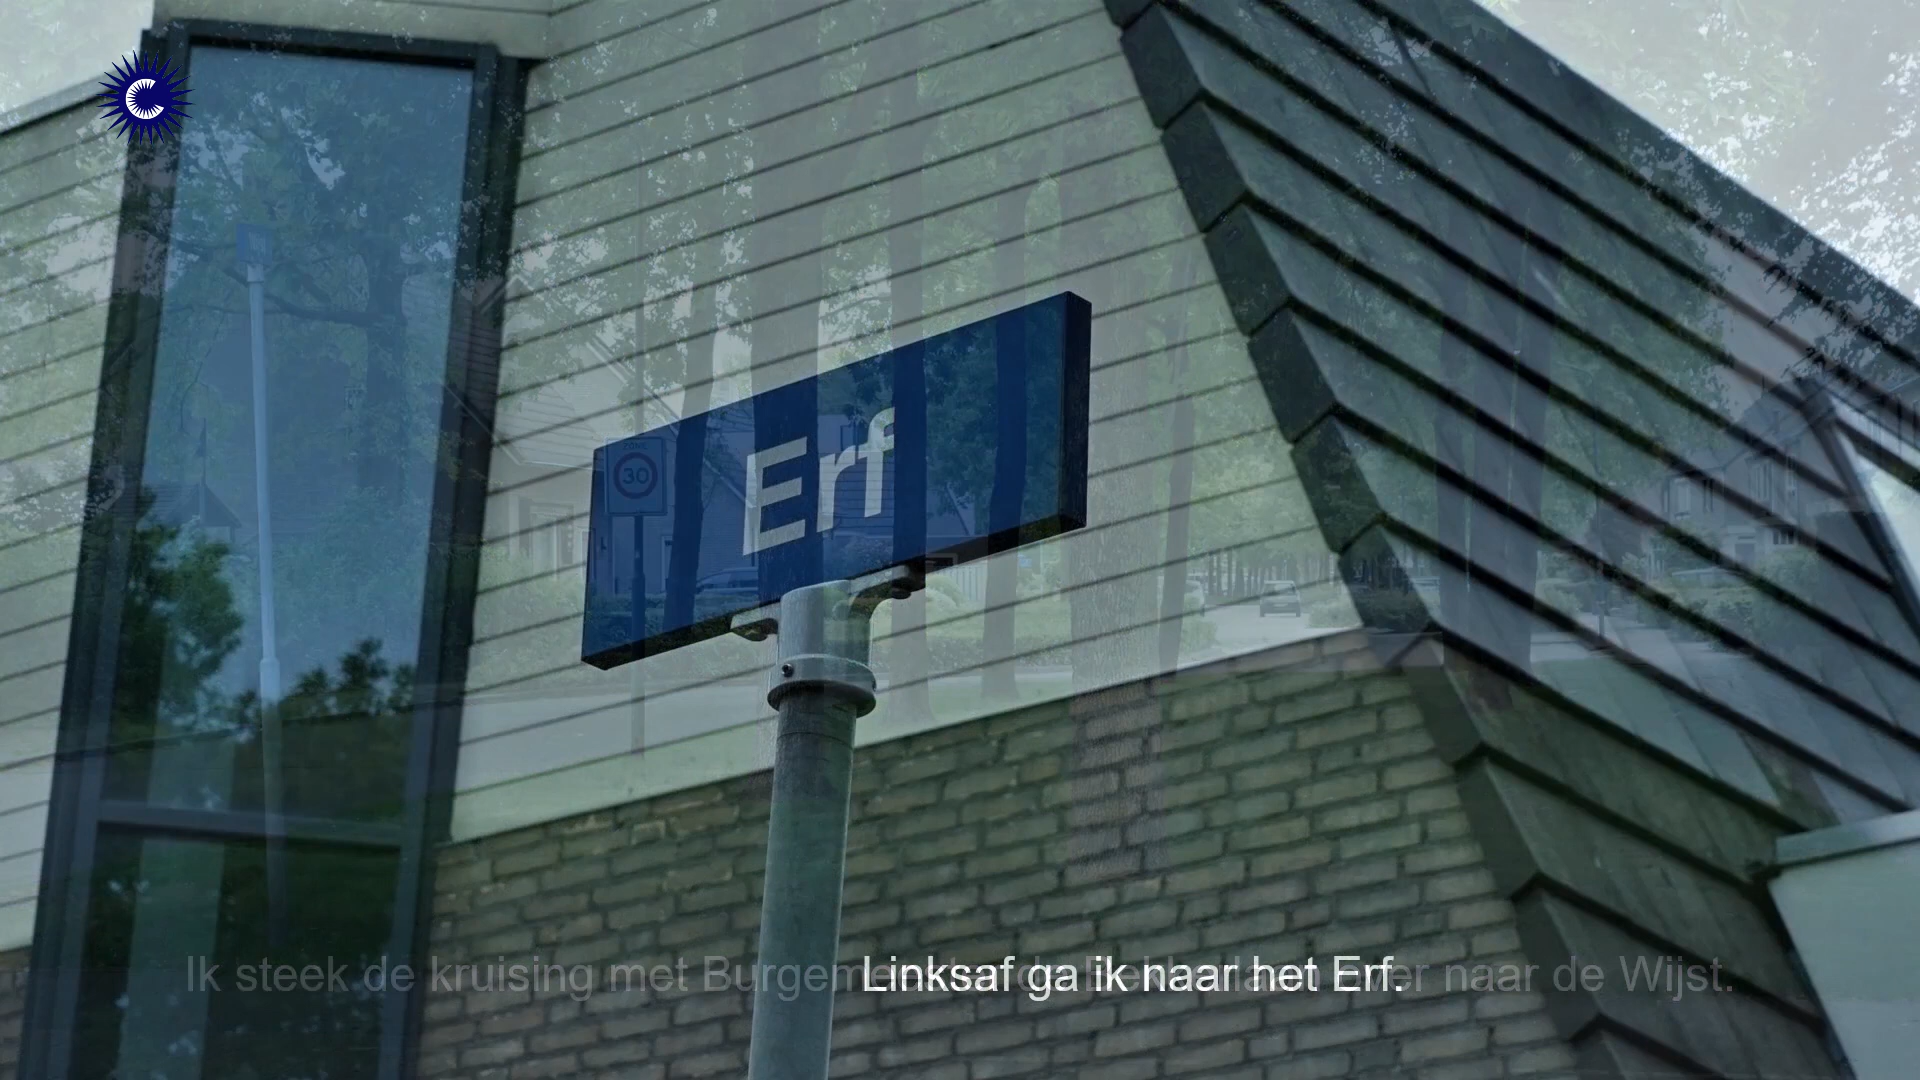 C
Erf
30
Ik steek de kruising met Burgem
er naar de Wijst.
Linksaf ga ik naar het Erf.